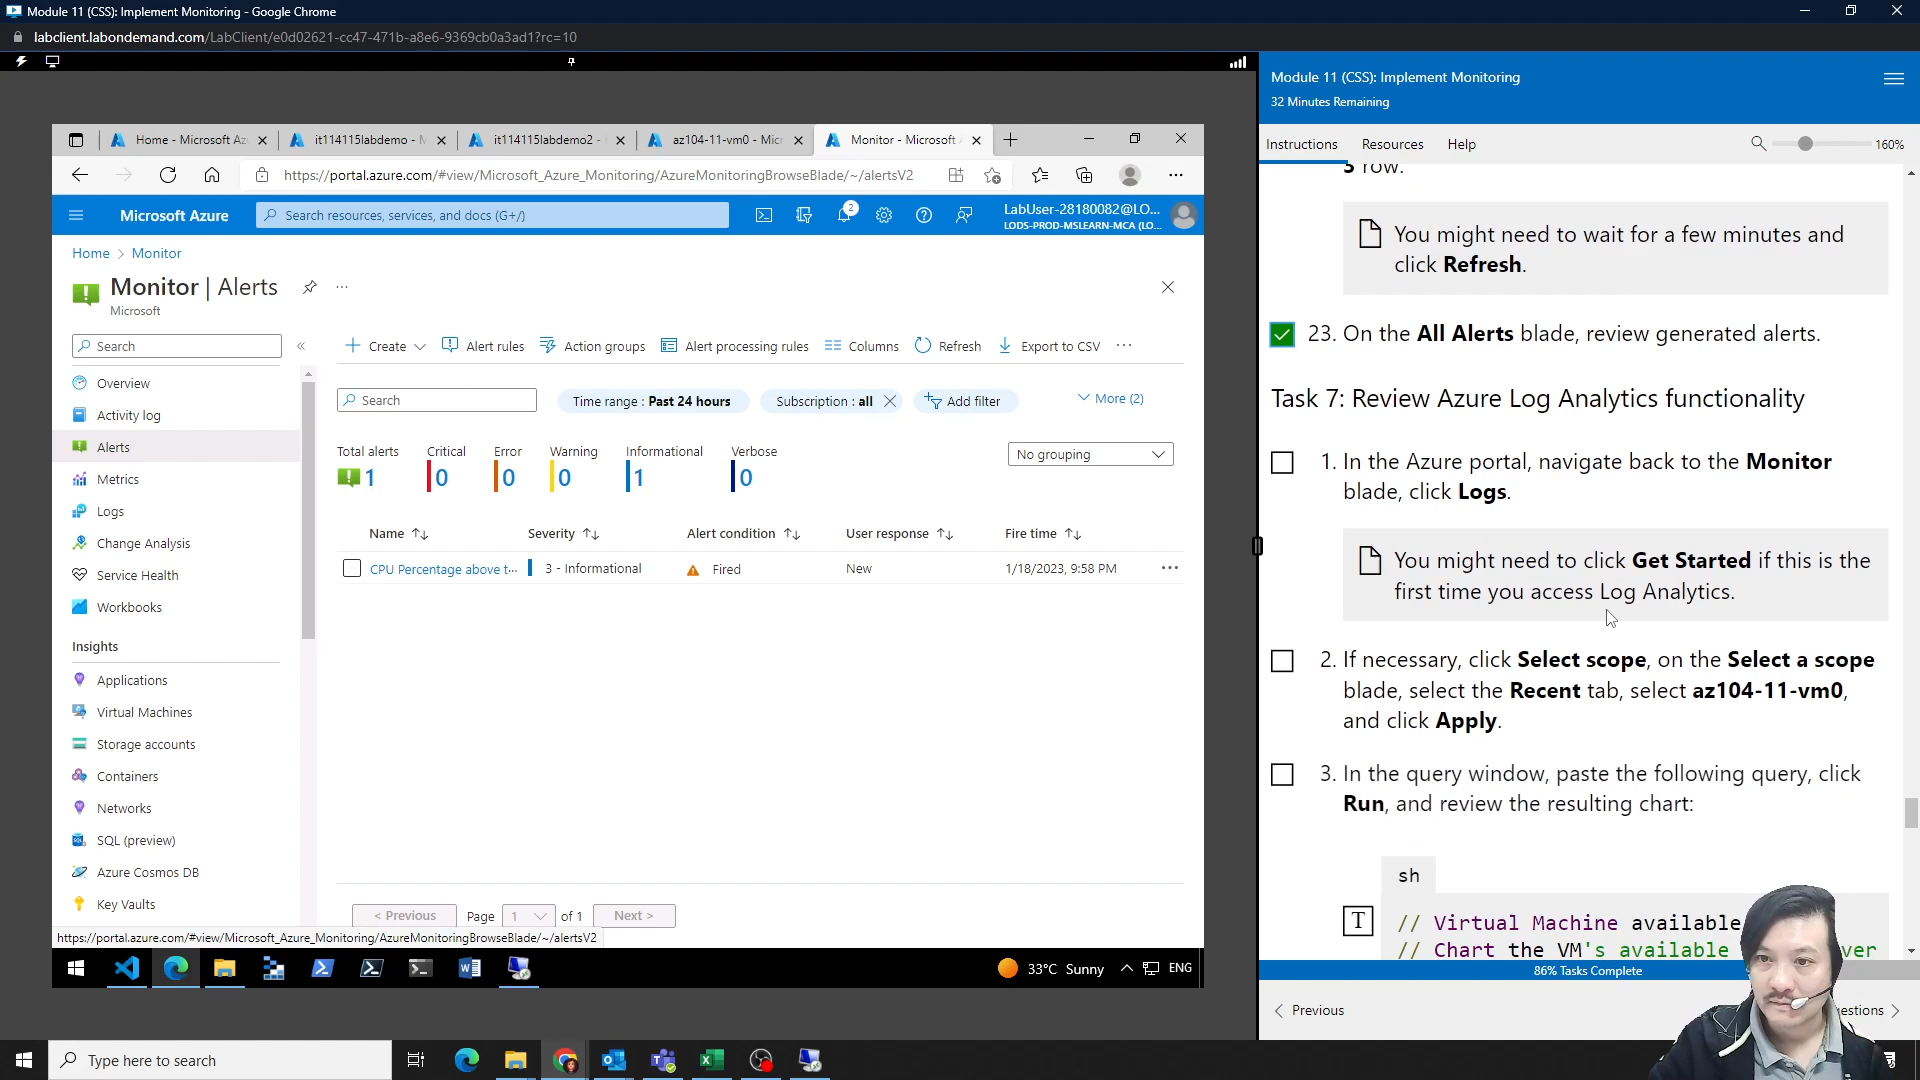 Module 11 (CSS): Implement Monitoring - Google Chrome
labclient.labondemand.com/LabClient/e0d02621-cc47-471b-a8e6-9369cb0a3ad1?rc=10
Home - Microsoft Az
it114115labdemo - M
it114115labdemo2 -
az104-11-vm0 - Micr
Monitor - Microsoft A
https://portal.azure.com/#view/Microsoft_Azure_Monitoring/AzureMonitoringBrowseBlade/~/alertsV2
Microsoft Azure
Search resources, services, and docs (G+/)
2
LabUser-28180082@LO...
LODS-PROD-MSLEARN-MCA (LO...
Home > Monitor
Monitor | Alerts
Microsoft
Search
Overview
Activity log
Alerts
Metrics
Logs
Change Analysis
Service Health
Workbooks
Insights
Applications
Virtual Machines
Storage accounts
Containers
Networks
SQL (preview)
Azure Cosmos DB
Key Vaults
Create
Alert rules
Action groups
Alert processing rules
Columns
Refresh
Export to CSV
Search
Time range : Past 24 hours
Subscription : all
Add filter
More (2)
Total alerts
1
Critical
0
Error
0
Warning
0
Informational
1
Verbose
0
No grouping
Name
Severity
Alert condition
User response
Fire time
CPU Percentage above t...
3 - Informational
Fired
New
1/18/2023, 9:58 PM
< Previous
Page
1
of 1
Next >
https://portal.azure.com/#view/Microsoft_Azure_Monitoring/AzureMonitoringBrowseBlade/~/alertsV2
33°C Sunny
ENG
Module 11 (CSS): Implement Monitoring
32 Minutes Remaining
Instructions
Resources
Help
160%
3 row.
You might need to wait for a few minutes and
click Refresh.
23. On the All Alerts blade, review generated alerts.
Task 7: Review Azure Log Analytics functionality
1. In the Azure portal, navigate back to the Monitor
blade, click Logs.
You might need to click Get Started if this is the
first time you access Log Analytics.
2. If necessary, click Select scope, on the Select a scope
blade, select the Recent tab, select az104-11-vm0,
and click Apply.
3. In the query window, paste the following query, click
Run, and review the resulting chart:
sh
T
// Virtual Machine available
// Chart the VM's available
86% Tasks Complete
Previous
Type here to search